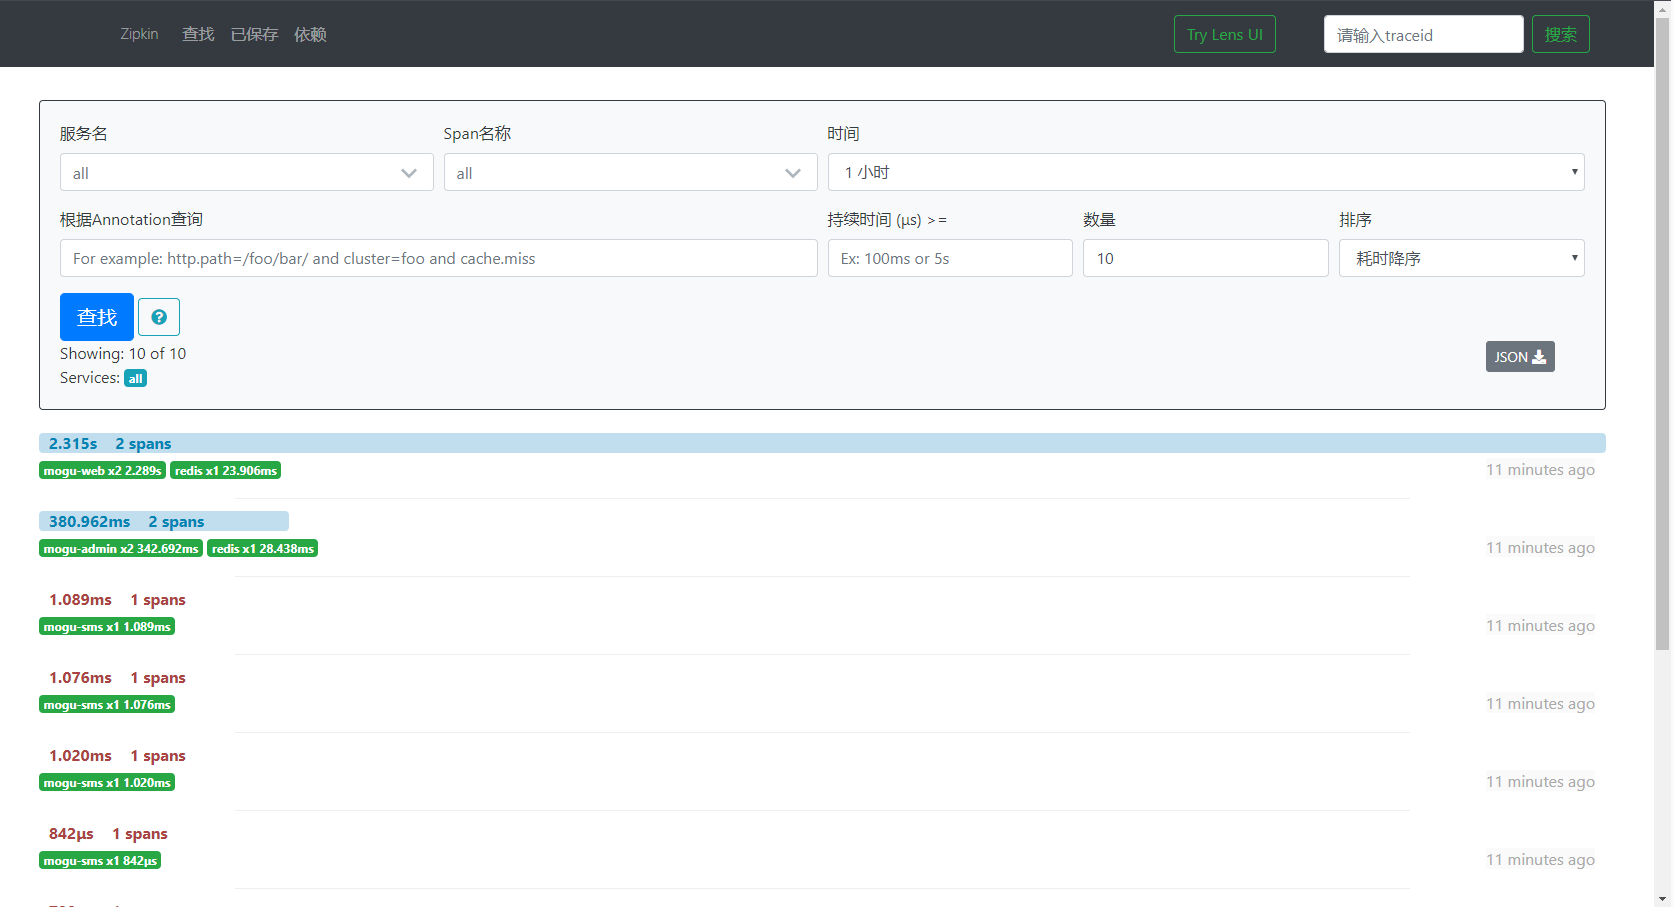 Zipkin 查找 已保存 依赖 Try Lens UI 请输入traceid 搜索
服务名 Span名称 时间
all all 1 小时
根据Annotation查询 持续时间 (μs) >= 数量 排序
For example: http.path=/foo/bar/ and cluster=foo and cache.miss Ex: 100ms or 5s 10 耗时降序
查找
Showing: 10 of 10
JSON
Services: all
2.315s 2 spans
mogu-web x2 2.289s redis x1 23.906ms 11 minutes ago
380.962ms 2 spans
mogu-admin x2 342.692ms redis x1 28.438ms 11 minutes ago
1.089ms 1 spans
mogu-sms x1 1.089ms 11 minutes ago
1.076ms 1 spans
mogu-sms x1 1.076ms 11 minutes ago
1.020ms 1 spans
mogu-sms x1 1.020ms 11 minutes ago
842μs 1 spans
mogu-sms x1 842μs 11 minutes ago